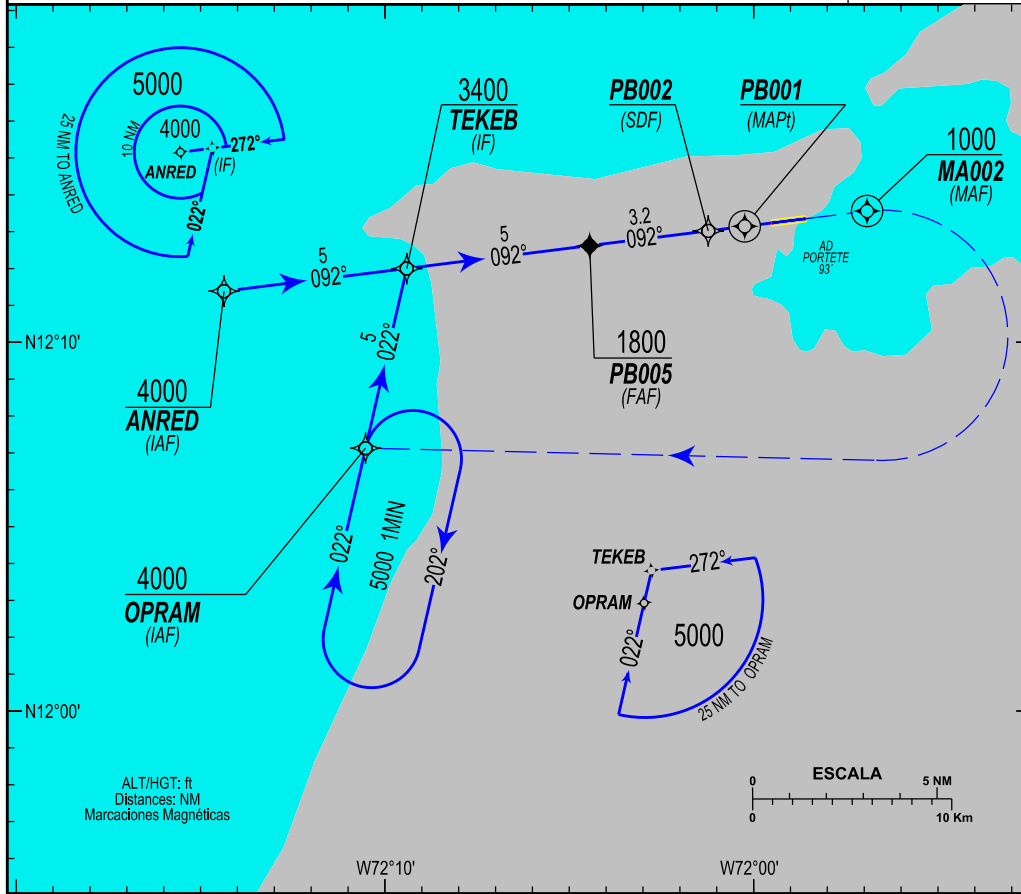 5000
25 NM TO ANRED
10 NM
4000
ANRED
(IF)
272°
022°
3400
TEKEB
(IF)
PB002
(SDF)
PB001
(MAPt)
1000
MA002
(MAF)
5
092°
5
092°
3.2
092°
AD
PORTETE
93´
N12°10'
5
022°
4000
ANRED
(IAF)
1800
PB005
(FAF)
022°
5000 1MIN
202°
4000
OPRAM
(IAF)
TEKEB
272°
OPRAM
022°
5000
25 NM TO OPRAM
N12°00'
ALT/HGT: ft
Distances: NM
Marcaciones Magnéticas
ESCALA
0 5 NM
0 10 Km
W72°10'
W72°00'